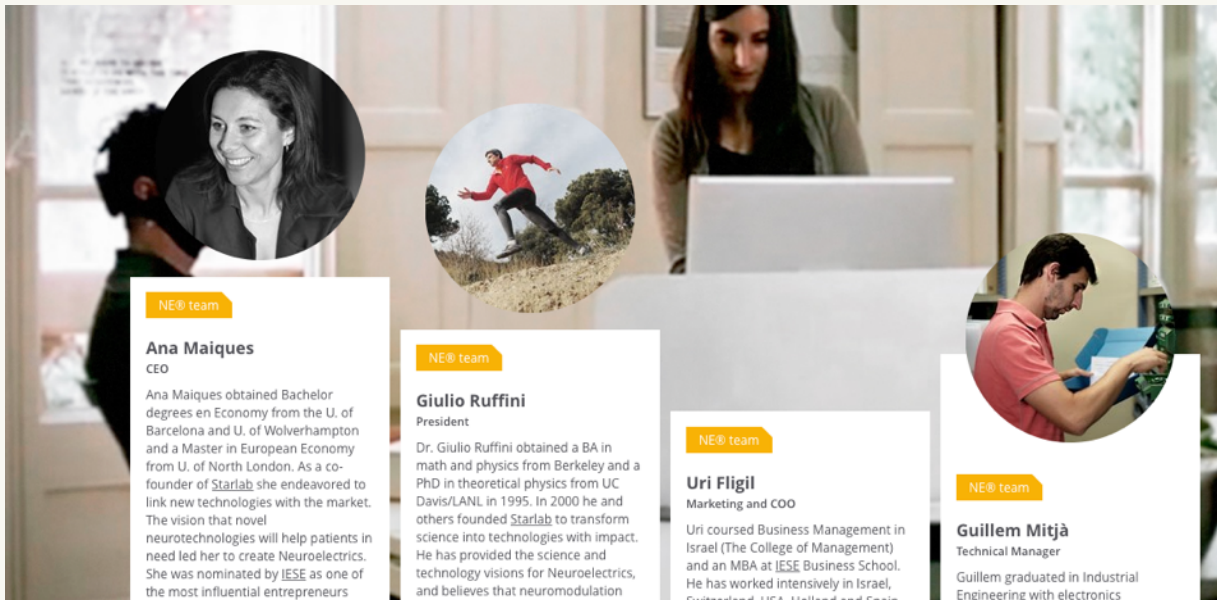 NE® team
Ana Maiques
CEO
Ana Maiques obtained Bachelor
degrees en Economy from the U. of
Barcelona and U. of Wolverhampton
and a Master in European Economy
from U. of North London. As a co-
founder of Starlab she endeavored to
link new technologies with the market.
The vision that novel
neurotechnologies will help patients in
need led her to create Neuroelectrics.
She was nominated by IESE as one of
the most influential entrepreneurs
NE® team
Giulio Ruffini
President
Dr. Giulio Ruffini obtained a BA in
math and physics from Berkeley and a
PhD in theoretical physics from UC
Davis/LANL in 1995. In 2000 he and
others founded Starlab to transform
science into technologies with impact.
He has provided the science and
technology visions for Neuroelectrics,
and believes that neuromodulation
NE® team
Uri Fligil
Marketing and COO
Uri coursed Business Management in
Israel (The College of Management)
and an MBA at IESE Business School.
He has worked intensively in Israel,
Switzerland, USA, Holland and Spain
NE® team
Guillem Mitjà
Technical Manager
Guillem graduated in Industrial
Engineering with electronics